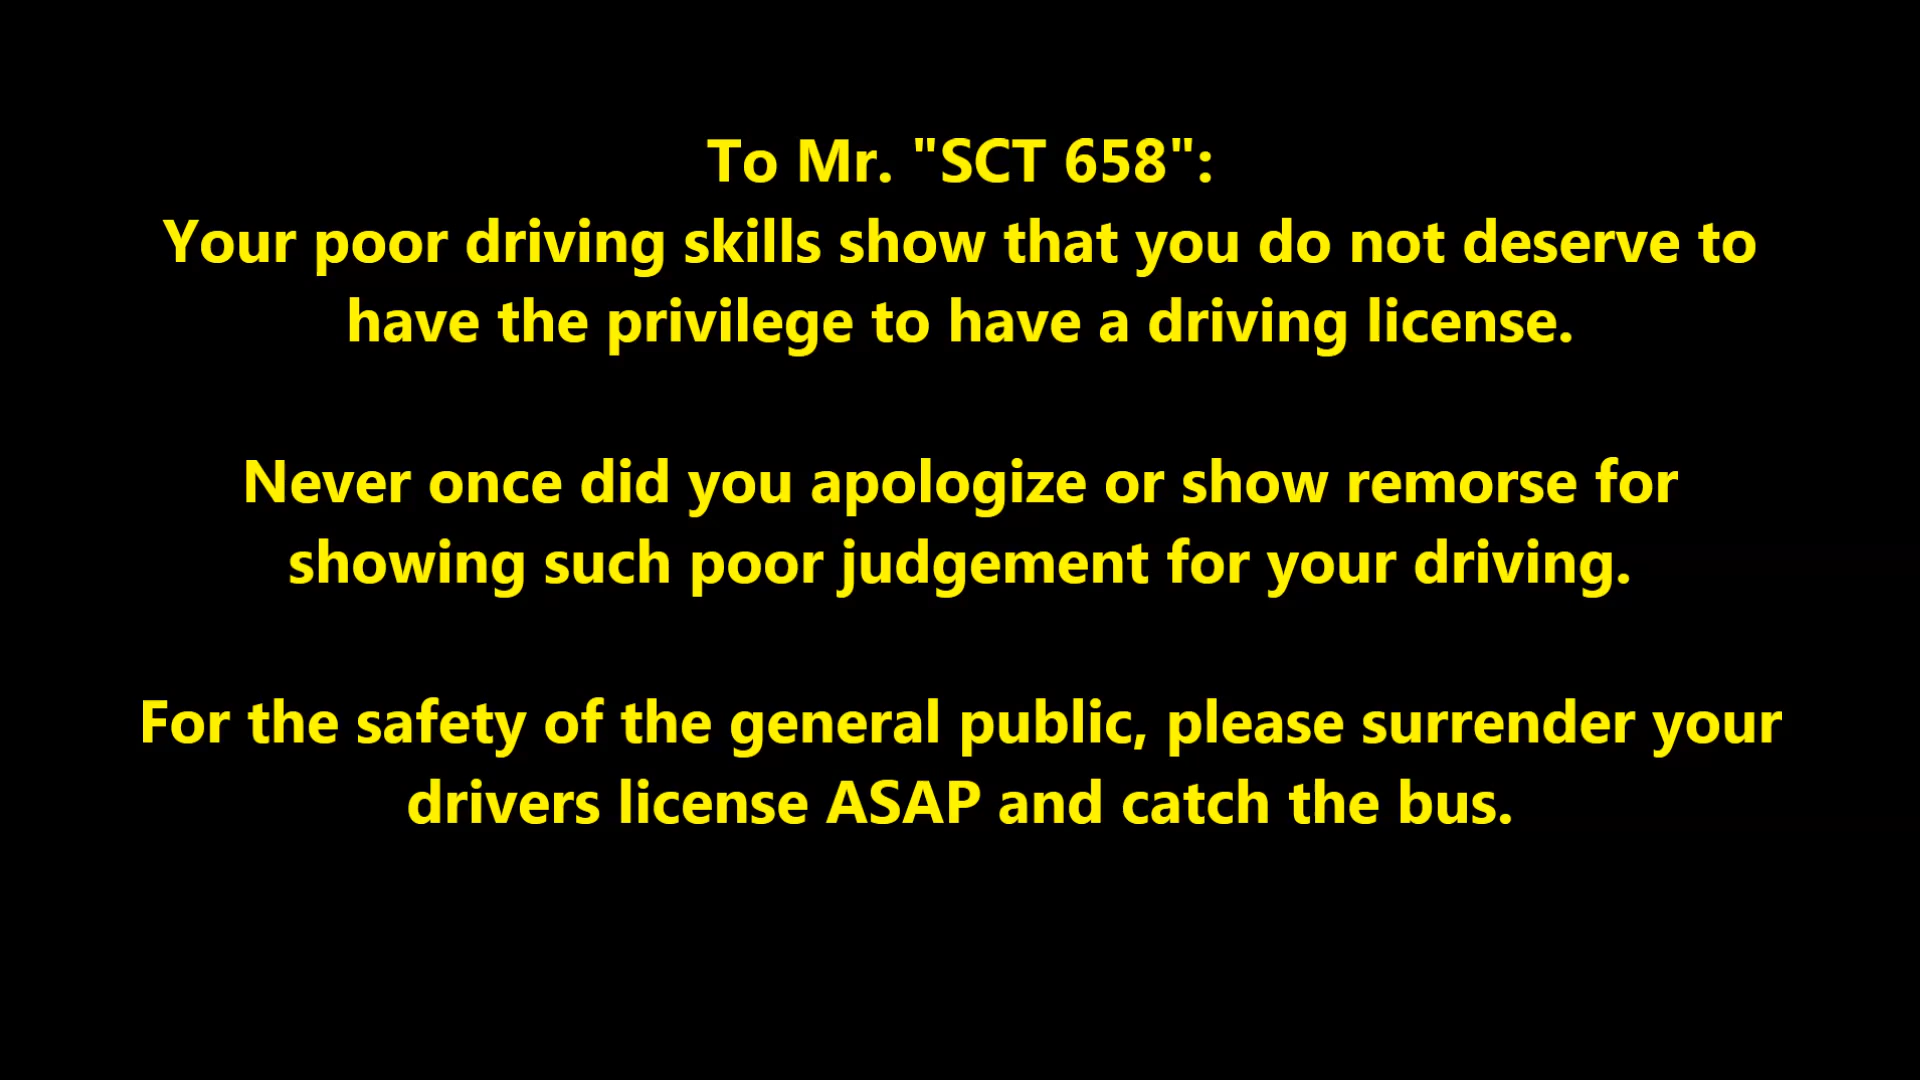 To Mr. "SCT 658":
Your poor driving skills show that you do not deserve to
have the privilege to have a driving license.
Never once did you apologize or show remorse for
showing such poor judgement for your driving.
For the safety of the general public, please surrender your
drivers license ASAP and catch the bus.